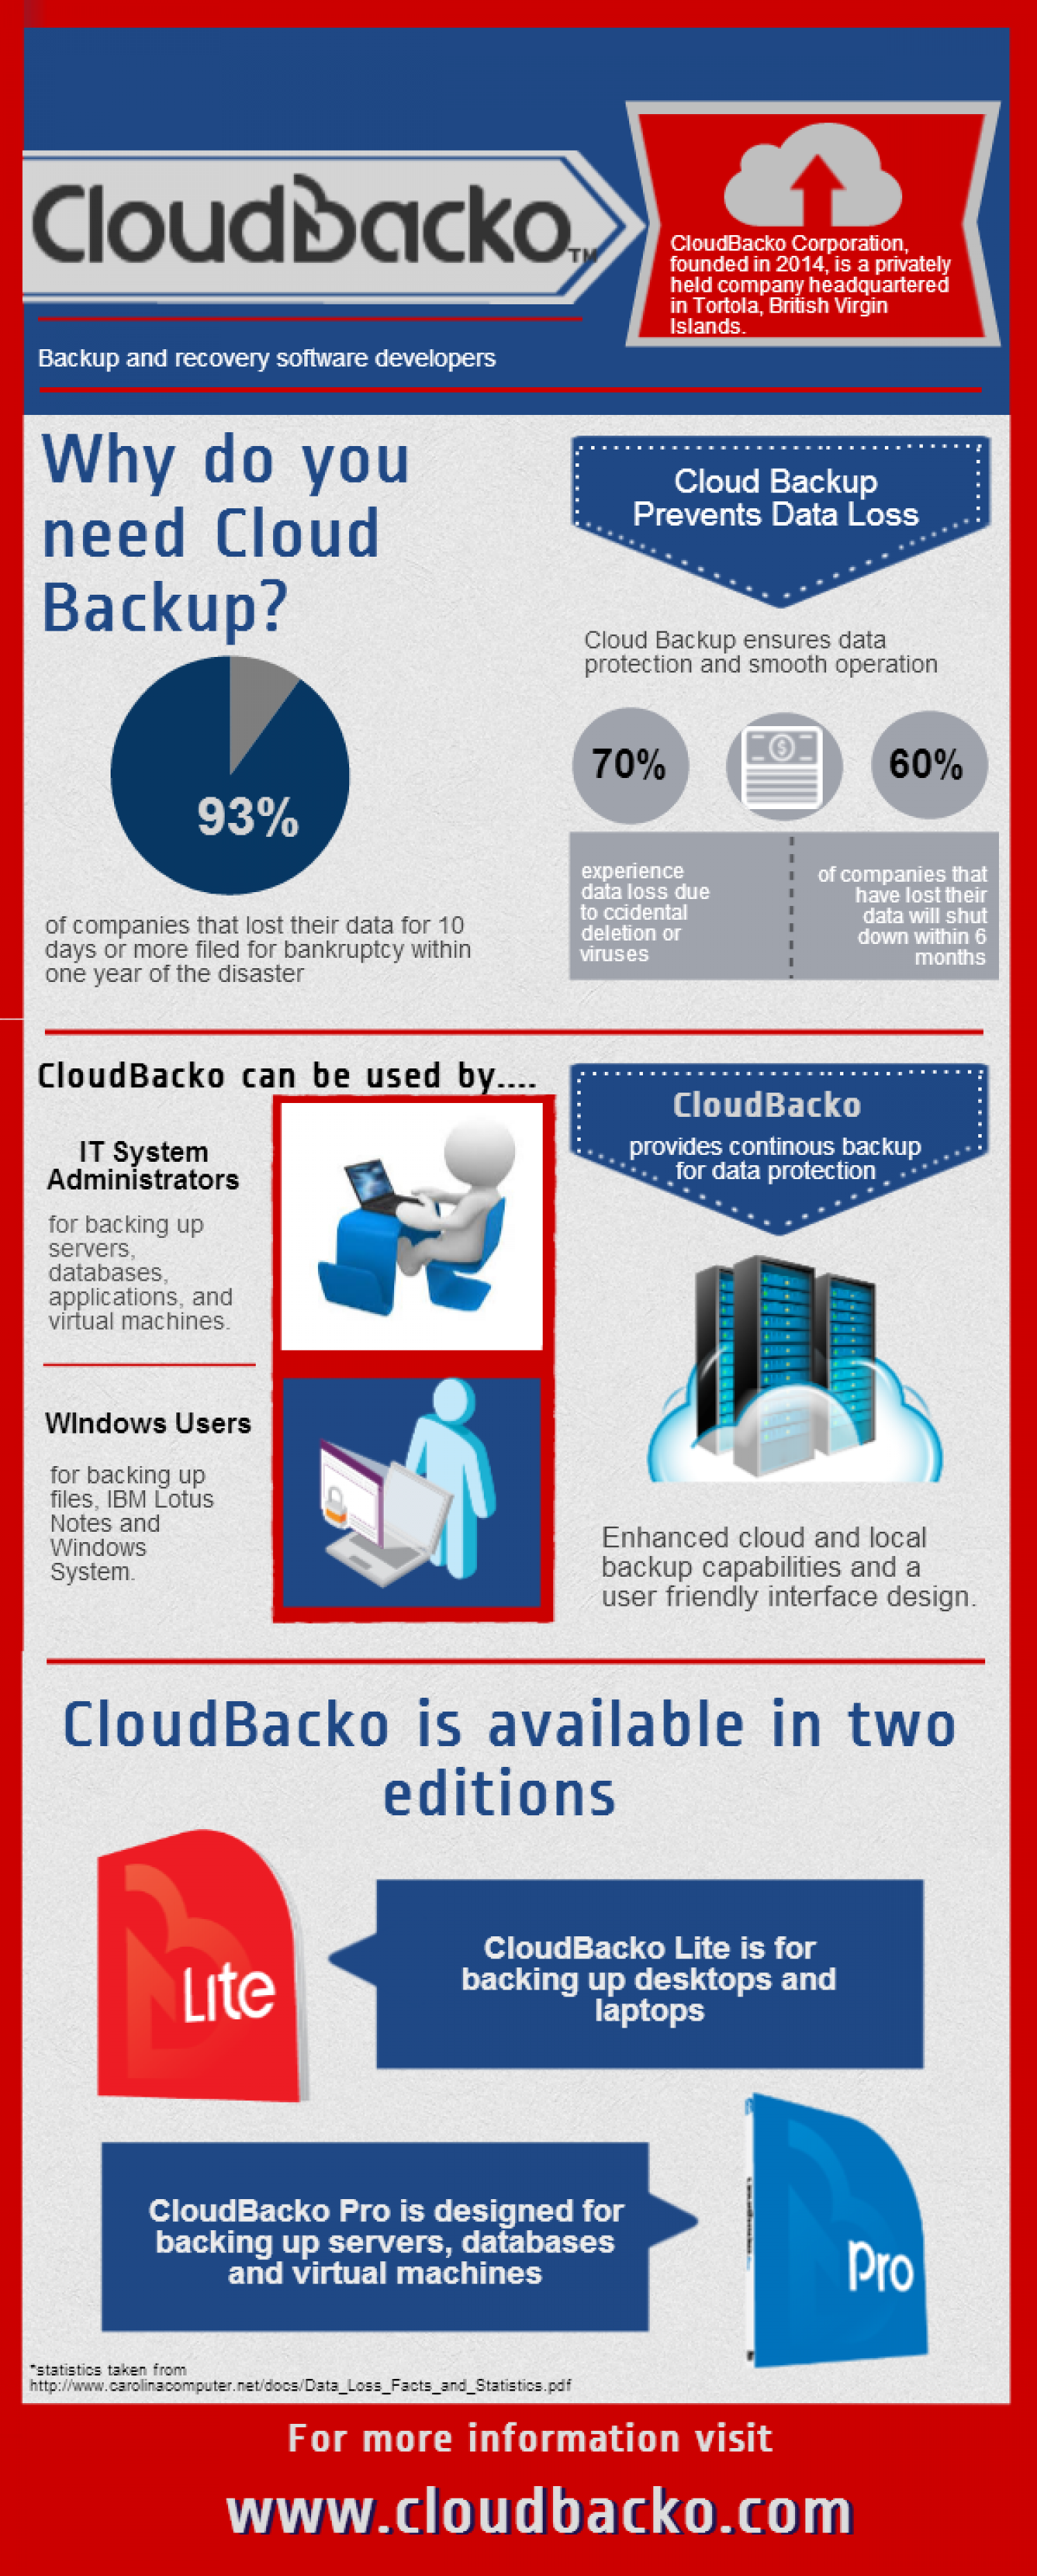 CloudBacko™
Backup and recovery software developers
CloudBacko Corporation,
founded in 2014, is a privately
held company headquartered
in Tortola, British Virgin
Islands.
Why do you
need Cloud
Backup?
93%
of companies that lost their data for 10
days or more filed for bankruptcy within
one year of the disaster
Cloud Backup
Prevents Data Loss
Cloud Backup ensures data
protection and smooth operation
70%
$
60%
experience
data loss due
to ccidental
deletion or
viruses
of companies that
have lost their
data will shut
down within 6
months
CloudBacko can be used by....
IT System
Administrators
for backing up
servers,
databases,
applications, and
virtual machines.
WIndows Users
for backing up
files, IBM Lotus
Notes and
Windows
System.
CloudBacko
provides continous backup
for data protection
Enhanced cloud and local
backup capabilities and a
user friendly interface design.
CloudBacko is available in two
editions
Lite
CloudBacko Lite is for
backing up desktops and
laptops
CloudBacko Pro is designed for
backing up servers, databases
and virtual machines
Pro
*statistics taken from
http://www.carolinacomputer.net/docs/Data_Loss_Facts_and_Statistics.pdf
For more information visit
www.cloudbacko.com